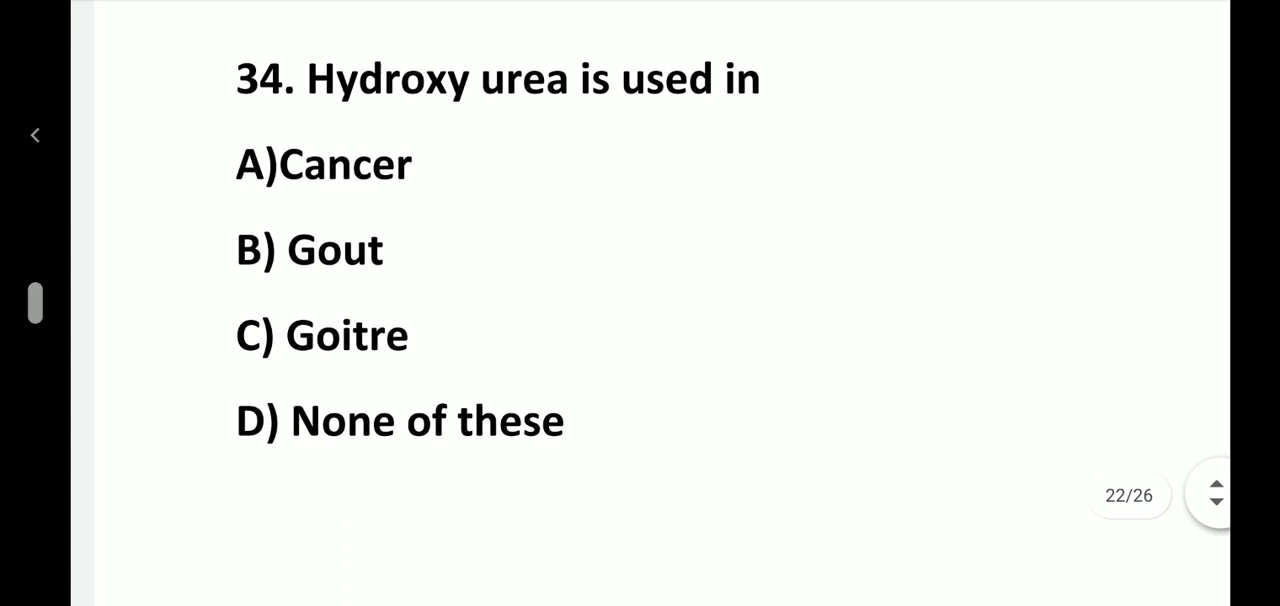 34. Hydroxy urea is used in
A)Cancer
B) Gout
C) Goitre
D) None of these
22/26